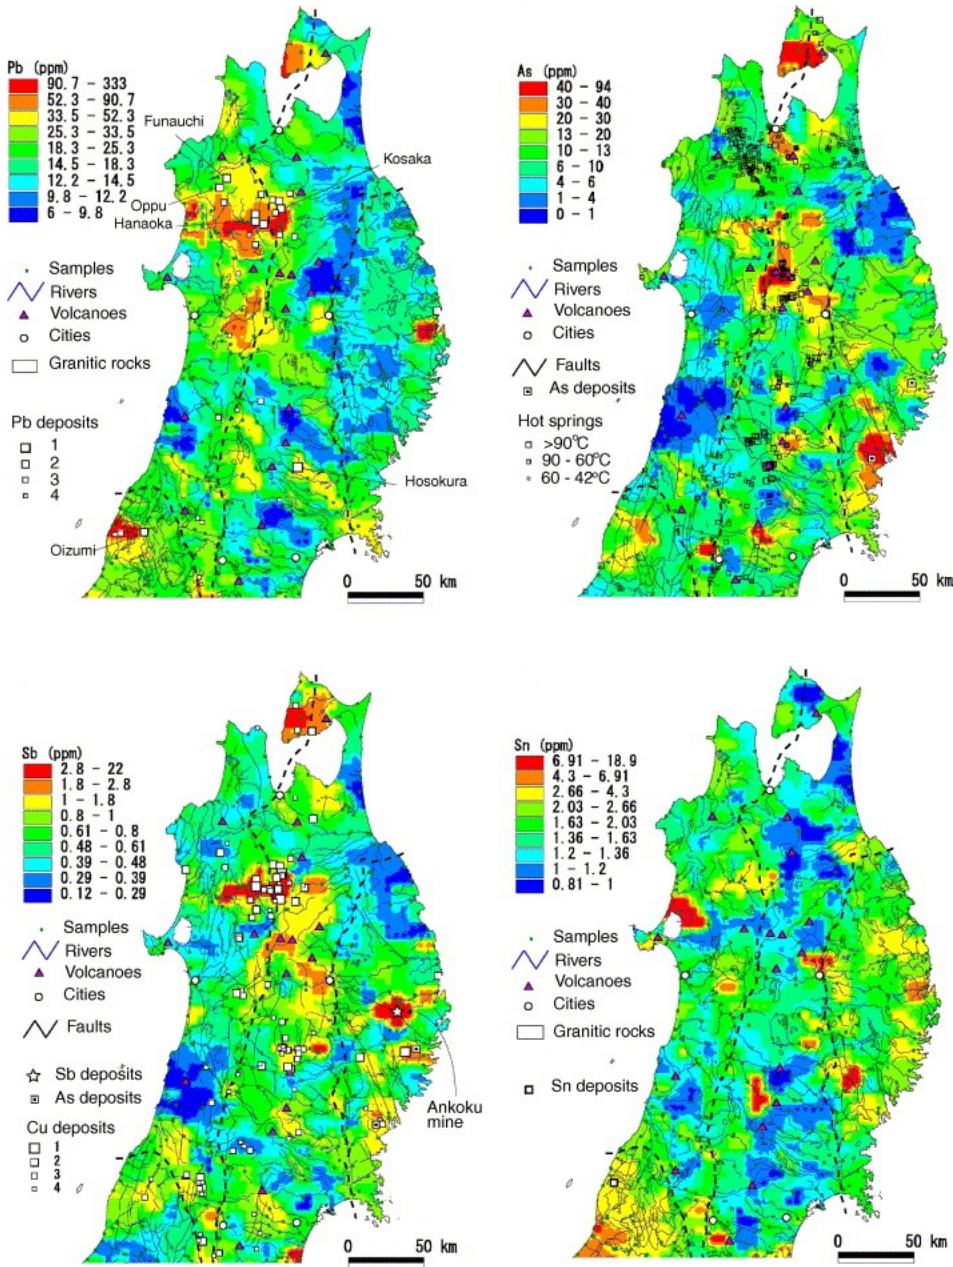 Pb (ppm)
90.7 - 333
52.3 - 90.7
33.5 - 52.3
25.3 - 33.5
18.3 - 25.3
14.5 - 18.3
12.2 - 14.5
9.8 - 12.2
6 - 9.8
Funauchi
Kosaka
Oppu
Hanaoka
Samples
Rivers
Volcanoes
Cities
Granitic rocks
Pb deposits
1
2
3
4
Hosokura
Oizumi
0 50 km
As (ppm)
40 - 94
30 - 40
20 - 30
13 - 20
10 - 13
6 - 10
4 - 6
1 - 4
0 - 1
Samples
Rivers
Volcanoes
Cities
Faults
As deposits
Hot springs
>90°C
90 - 60°C
60 - 42°C
0 50 km
Sb (ppm)
2.8 - 22
1.8 - 2.8
1 - 1.8
0.8 - 1
0.61 - 0.8
0.48 - 0.61
0.39 - 0.48
0.29 - 0.39
0.12 - 0.29
Samples
Rivers
Volcanoes
Cities
Faults
Sb deposits
As deposits
Cu deposits
1
2
3
4
Ankoku
mine
0 50 km
Sn (ppm)
6.91 - 18.9
4.3 - 6.91
2.66 - 4.3
2.03 - 2.66
1.63 - 2.03
1.36 - 1.63
1.2 - 1.36
1 - 1.2
0.81 - 1
Samples
Rivers
Volcanoes
Cities
Granitic rocks
Sn deposits
0 50 km